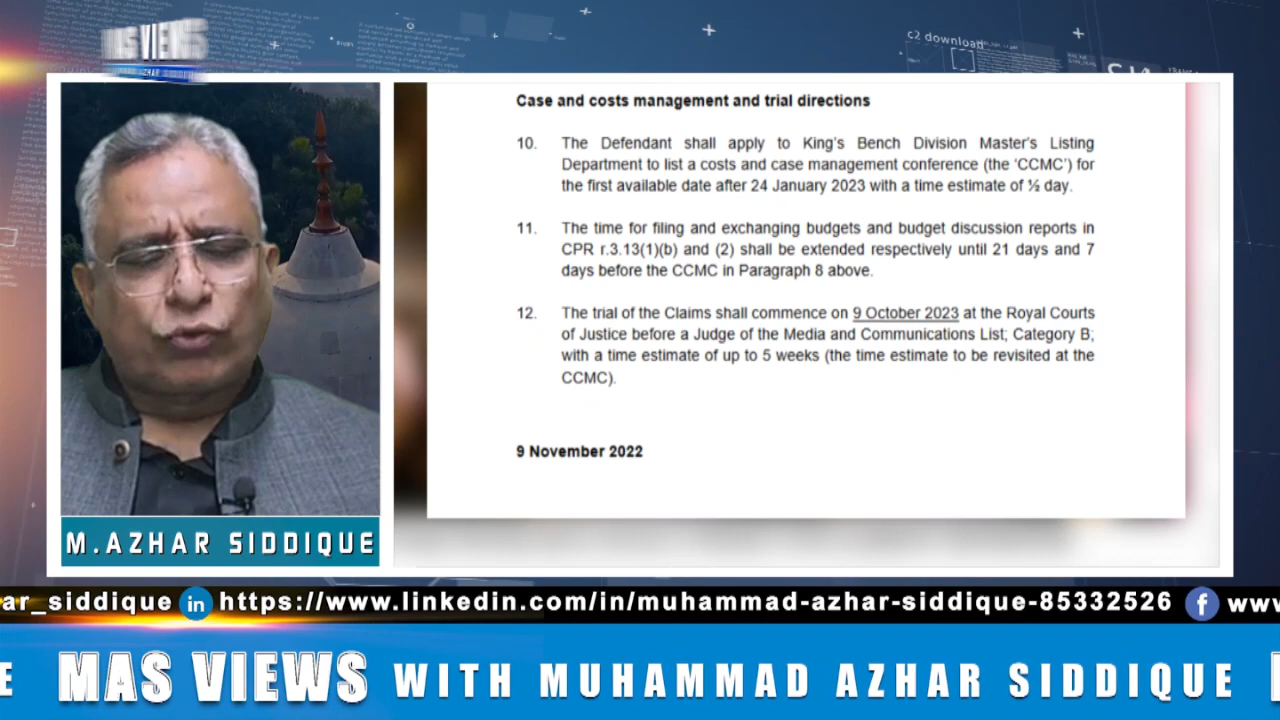 MAS VIEWS
c2 download
Case and costs management and trial directions
10. The Defendant shall apply to King's Bench Division Master's Listing
Department to list a costs and case management conference (the 'CCMC') for
the first available date after 24 January 2023 with a time estimate of ½ day.
11. The time for filing and exchanging budgets and budget discussion reports in
CPR r.3.13(1)(b) and (2) shall be extended respectively until 21 days and 7
days before the CCMC in Paragraph 8 above.
12. The trial of the Claims shall commence on 9 October 2023 at the Royal Courts
of Justice before a Judge of the Media and Communications List; Category B;
with a time estimate of up to 5 weeks (the time estimate to be revisited at the
CCMC).
9 November 2022
M.AZHAR SIDDIQUE
ar_siddique in https://www.linkedin.com/in/muhammad-azhar-siddique-85332526 f www
E MAS VIEWS WITH MUHAMMAD AZHAR SIDDIQUE